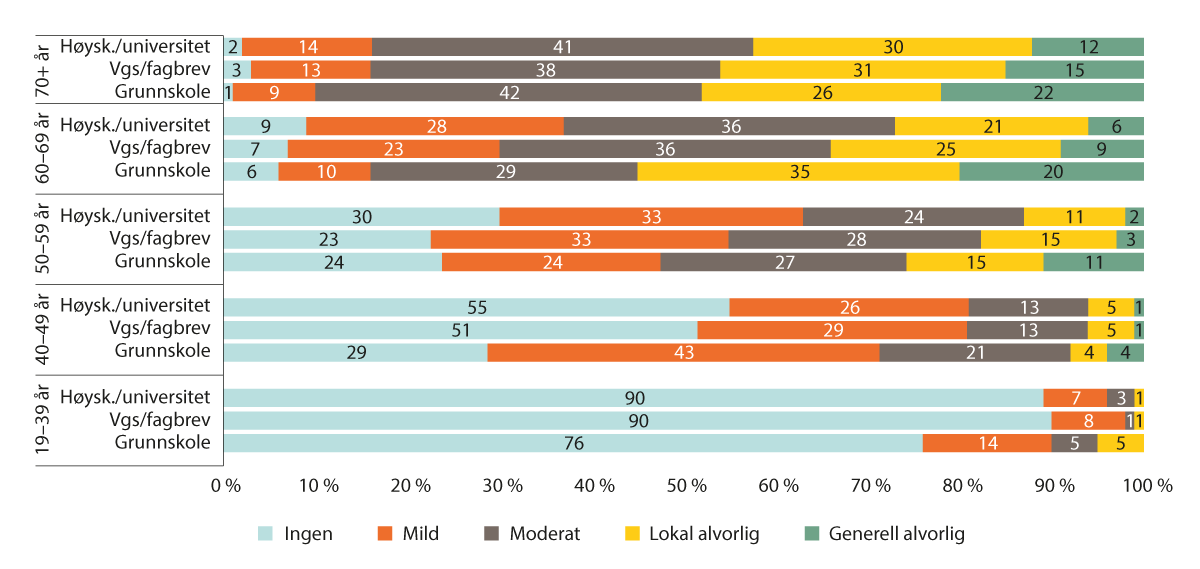 70+ år
Høysk./universitet 2 14 41 30 12
Vgs/fagbrev 3 13 38 31 15
Grunnskole 1 9 42 26 22
60–69 år
Høysk./universitet 9 28 36 21 6
Vgs/fagbrev 7 23 36 25 9
Grunnskole 6 10 29 35 20
50–59 år
Høysk./universitet 30 33 24 11 2
Vgs/fagbrev 23 33 28 15 3
Grunnskole 24 24 27 15 11
40–49 år
Høysk./universitet 55 26 13 5 1
Vgs/fagbrev 51 29 13 5 1
Grunnskole 29 43 21 4 4
19–39 år
Høysk./universitet 90 7 3 1
Vgs/fagbrev 90 8 1 1
Grunnskole 76 14 5 5
0 % 10 % 20 % 30 % 40 % 50 % 60 % 70 % 80 % 90 % 100 %
Ingen Mild Moderat Lokal alvorlig Generell alvorlig